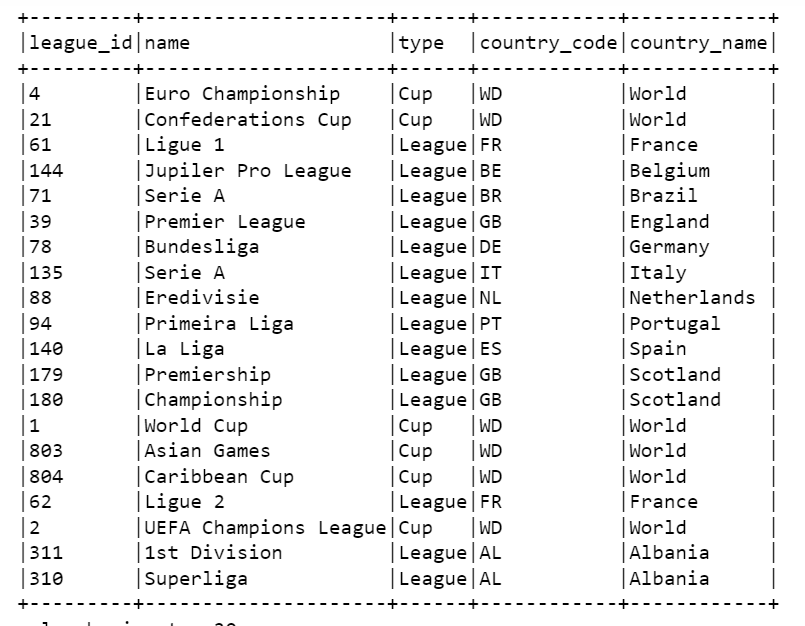 +---------+---------------------+------+------------+------------+
|league_id|name                 |type  |country_code|country_name|
+---------+---------------------+------+------------+------------+
|4        |Euro Championship    |Cup   |WD          |World       |
|21       |Confederations Cup   |Cup   |WD          |World       |
|61       |Ligue 1              |League|FR          |France      |
|144      |Jupiler Pro League   |League|BE          |Belgium     |
|71       |Serie A              |League|BR          |Brazil      |
|39       |Premier League       |League|GB          |England     |
|78       |Bundesliga           |League|DE          |Germany     |
|135      |Serie A              |League|IT          |Italy       |
|88       |Eredivisie           |League|NL          |Netherlands |
|94       |Primeira Liga        |League|PT          |Portugal    |
|140      |La Liga              |League|ES          |Spain       |
|179      |Premiership          |League|GB          |Scotland    |
|180      |Championship         |League|GB          |Scotland    |
|1        |World Cup            |Cup   |WD          |World       |
|803      |Asian Games          |Cup   |WD          |World       |
|804      |Caribbean Cup        |Cup   |WD          |World       |
|62       |Ligue 2              |League|FR          |France      |
|2        |UEFA Champions League|Cup   |WD          |World       |
|311      |1st Division         |League|AL          |Albania     |
|310      |Superliga            |League|AL          |Albania     |
+---------+---------------------+------+------------+------------+